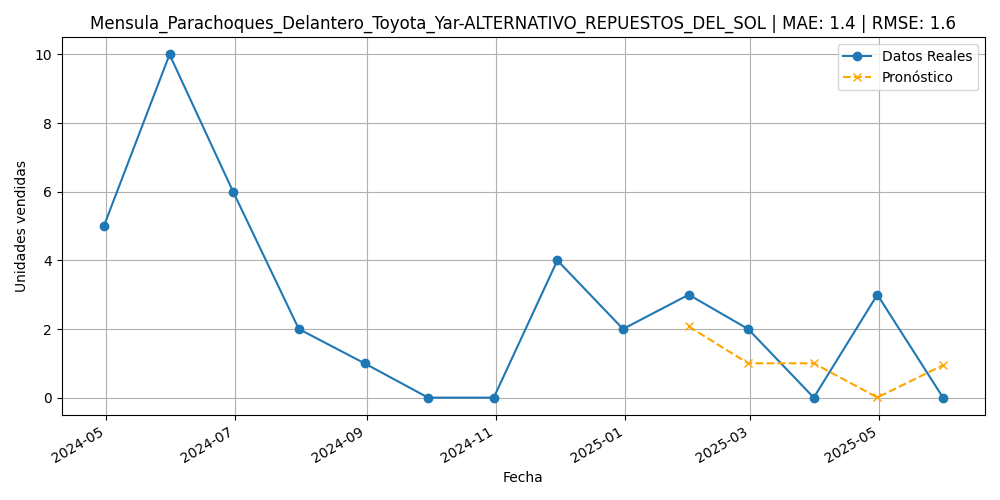 Mensula_Parachoques_Delantero_Toyota_Yar-ALTERNATIVO_REPUESTOS_DEL_SOL | MAE: 1.4 | RMSE: 1.6
Datos Reales
Pronóstico
Unidades vendidas
10
8
6
4
2
0
2024-05
2024-07
2024-09
2024-11
2025-01
2025-03
2025-05
Fecha